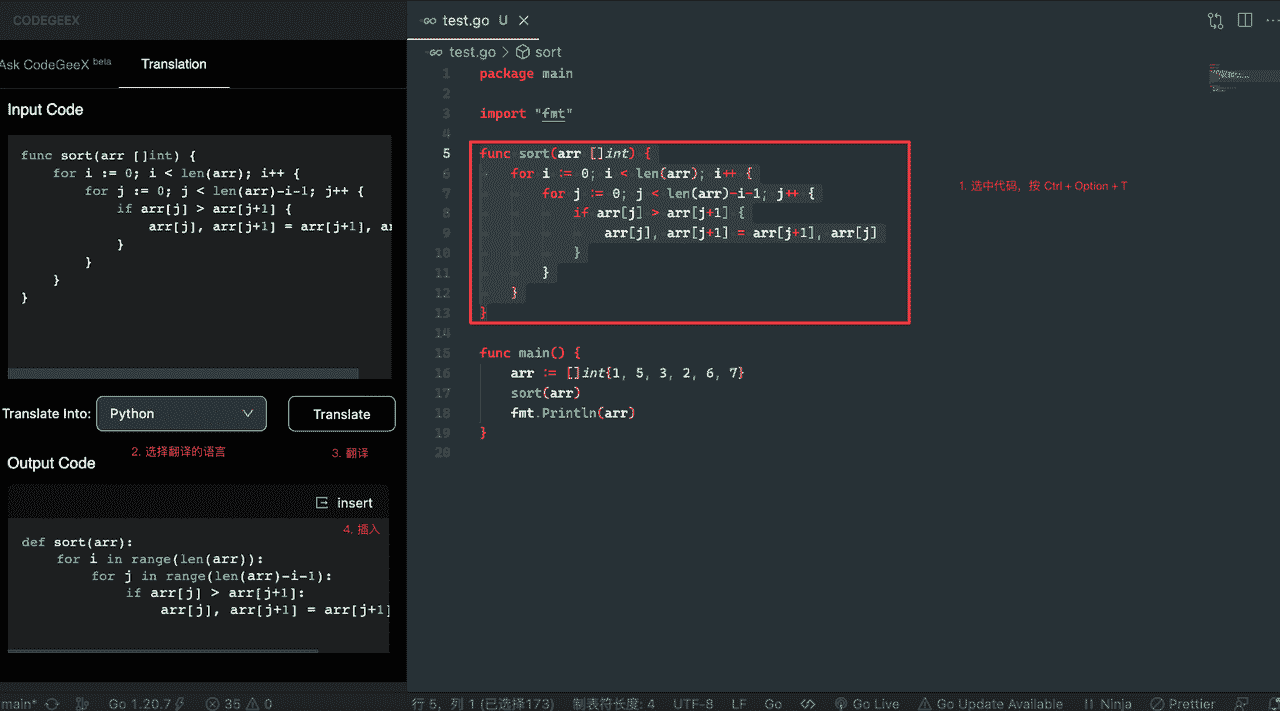 CODEGEEX
Ask CodeGeeX beta
Translation
Input Code
func sort(arr []int) {
for i := 0; i < len(arr); i++ {
for j := 0; j < len(arr)-i-1; j++ {
if arr[j] > arr[j+1] {
arr[j], arr[j+1] = arr[j+1], ar
}
}
}
}
Translate Into:
Python
Translate
2. 选择翻译的语言
3. 翻译
Output Code
insert
4. 插入
def sort(arr):
for i in range(len(arr)):
for j in range(len(arr)-i-1):
if arr[j] > arr[j+1]:
arr[j], arr[j+1] = arr[j+1]
test.go U
test.go > sort
1 package main
2
3 import "fmt"
4
5 func sort(arr []int) {
6 for i := 0; i < len(arr); i++ {
7 for j := 0; j < len(arr)-i-1; j++ {
8 if arr[j] > arr[j+1] {
9 arr[j], arr[j+1] = arr[j+1], arr[j]
10 }
11 }
12 }
13 }
14
15 func main() {
16 arr := []int{1, 5, 3, 2, 6, 7}
17 sort(arr)
18 fmt.Println(arr)
19 }
20
1. 选中代码，按 Ctrl + Option + T
main* Go 1.20.7 35 0 行 5，列 1 (已选择173) 制表符长度: 4 UTF-8 LF Go Go Live Go Update Available Ninja Prettier